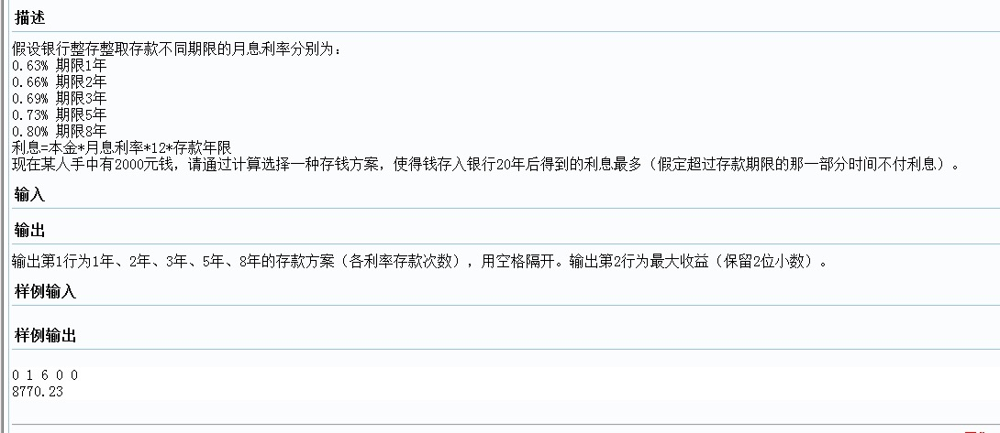 描述
假设银行整存整取存款不同期限的月息利率分别为：
0.63% 期限1年
0.66% 期限2年
0.69% 期限3年
0.73% 期限5年
0.80% 期限8年
利息=本金*月息利率*12*存款年限
现在某人手中有2000元钱，请通过计算选择一种存钱方案，使得钱存入银行20年后得到的利息最多（假定超过存款期限的那一部分时间不付利息）。
输入
输出
输出第1行为1年、2年、3年、5年、8年的存款方案（各利率存款次数），用空格隔开。输出第2行为最大收益（保留2位小数）。
样例输入
样例输出
0 1 6 0 0
8770.23